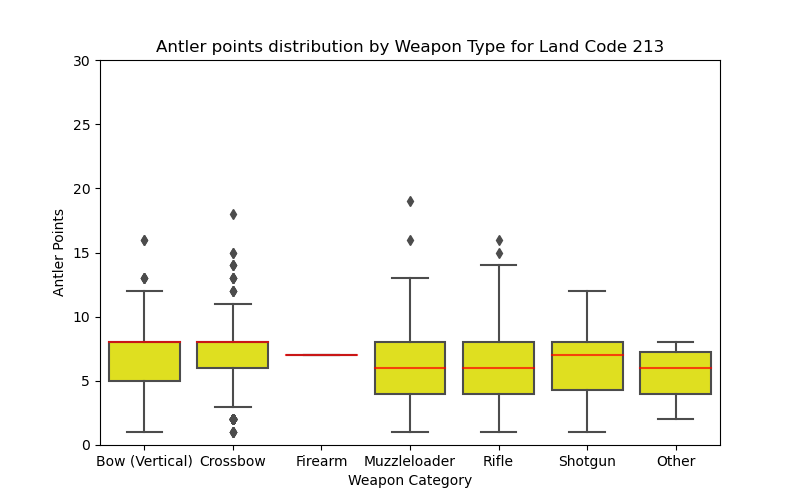 Antler points distribution by Weapon Type for Land Code 213
Antler Points
30
25
20
15
10
5
0
Bow (Vertical) Crossbow Firearm Muzzleloader Rifle Shotgun Other
Weapon Category